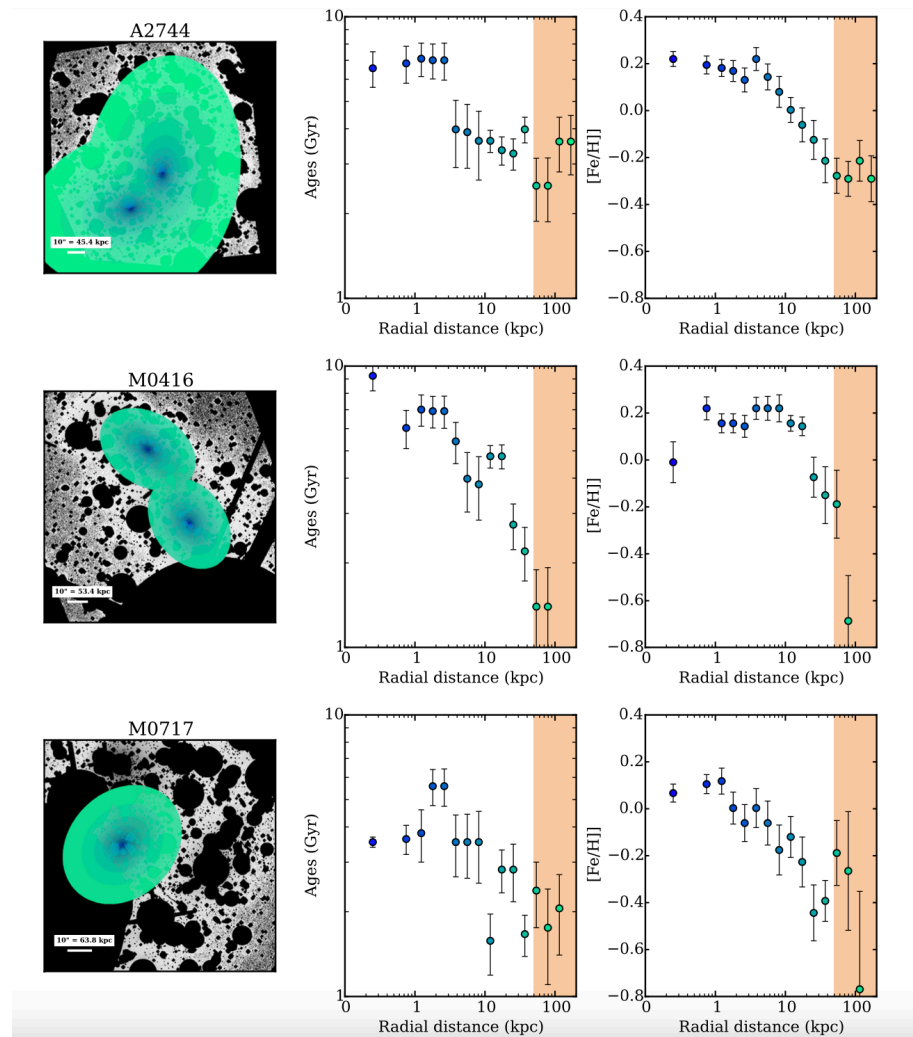 A2744
10" = 45.4 kpc
10
1
Ages (Gyr)
0 1 10 100
Radial distance (kpc)
0.4
0.2
0.0
−0.2
−0.4
−0.6
−0.8
[Fe/H]]
0 1 10 100
Radial distance (kpc)
M0416
10" = 53.4 kpc
10
1
Ages (Gyr)
0 1 10 100
Radial distance (kpc)
0.4
0.2
0.0
−0.2
−0.4
−0.6
−0.8
[Fe/H]]
0 1 10 100
Radial distance (kpc)
M0717
10" = 63.8 kpc
10
1
Ages (Gyr)
0 1 10 100
Radial distance (kpc)
0.4
0.2
0.0
−0.2
−0.4
−0.6
−0.8
[Fe/H]]
0 1 10 100
Radial distance (kpc)